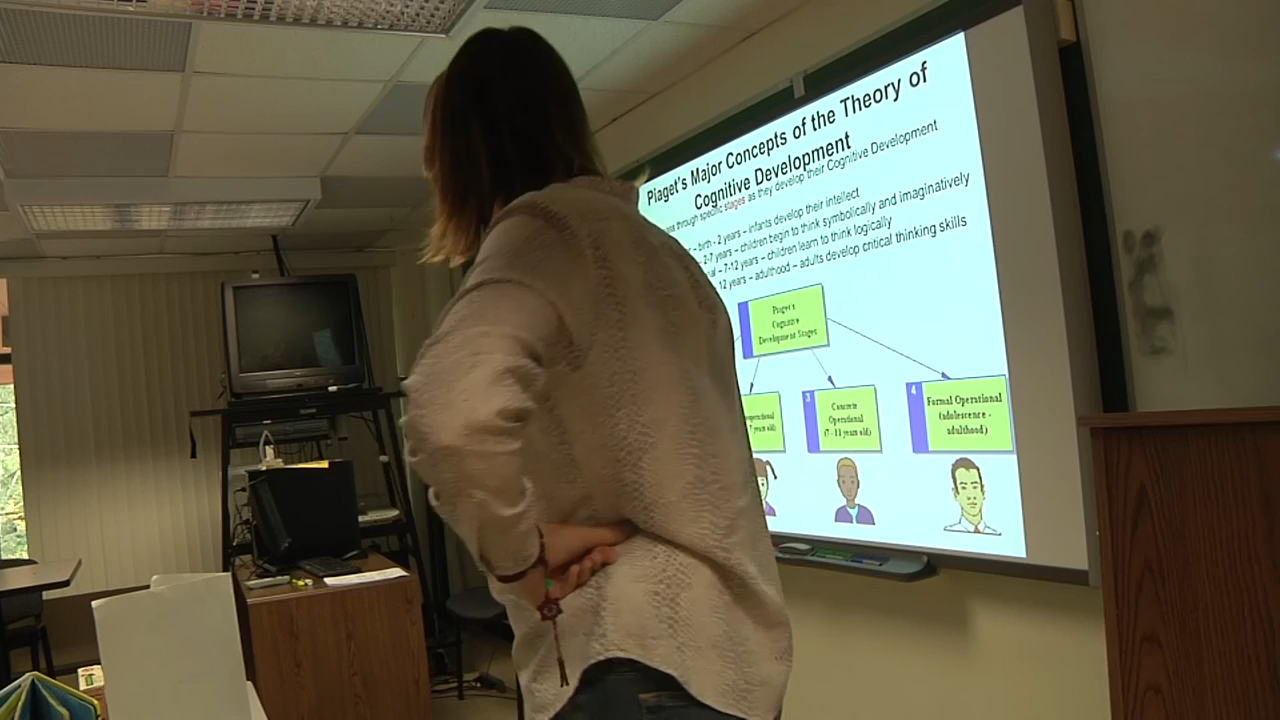 Piaget's Major Concepts of the Theory of
Cognitive Development
through specific stages as they develop their Cognitive Development
- birth - 2 years – infants develop their intellect
- 2-7 years – children begin to think symbolically and imaginatively
– 7-12 years – children learn to think logically
12 years – adulthood – adults develop critical thinking skills
Piaget's
Cognitive
Development Stages
7 year old)
3
Concrete
Operational
(7 - 11 years old)
4
Formal Operational
(adolescence -
adulthood)